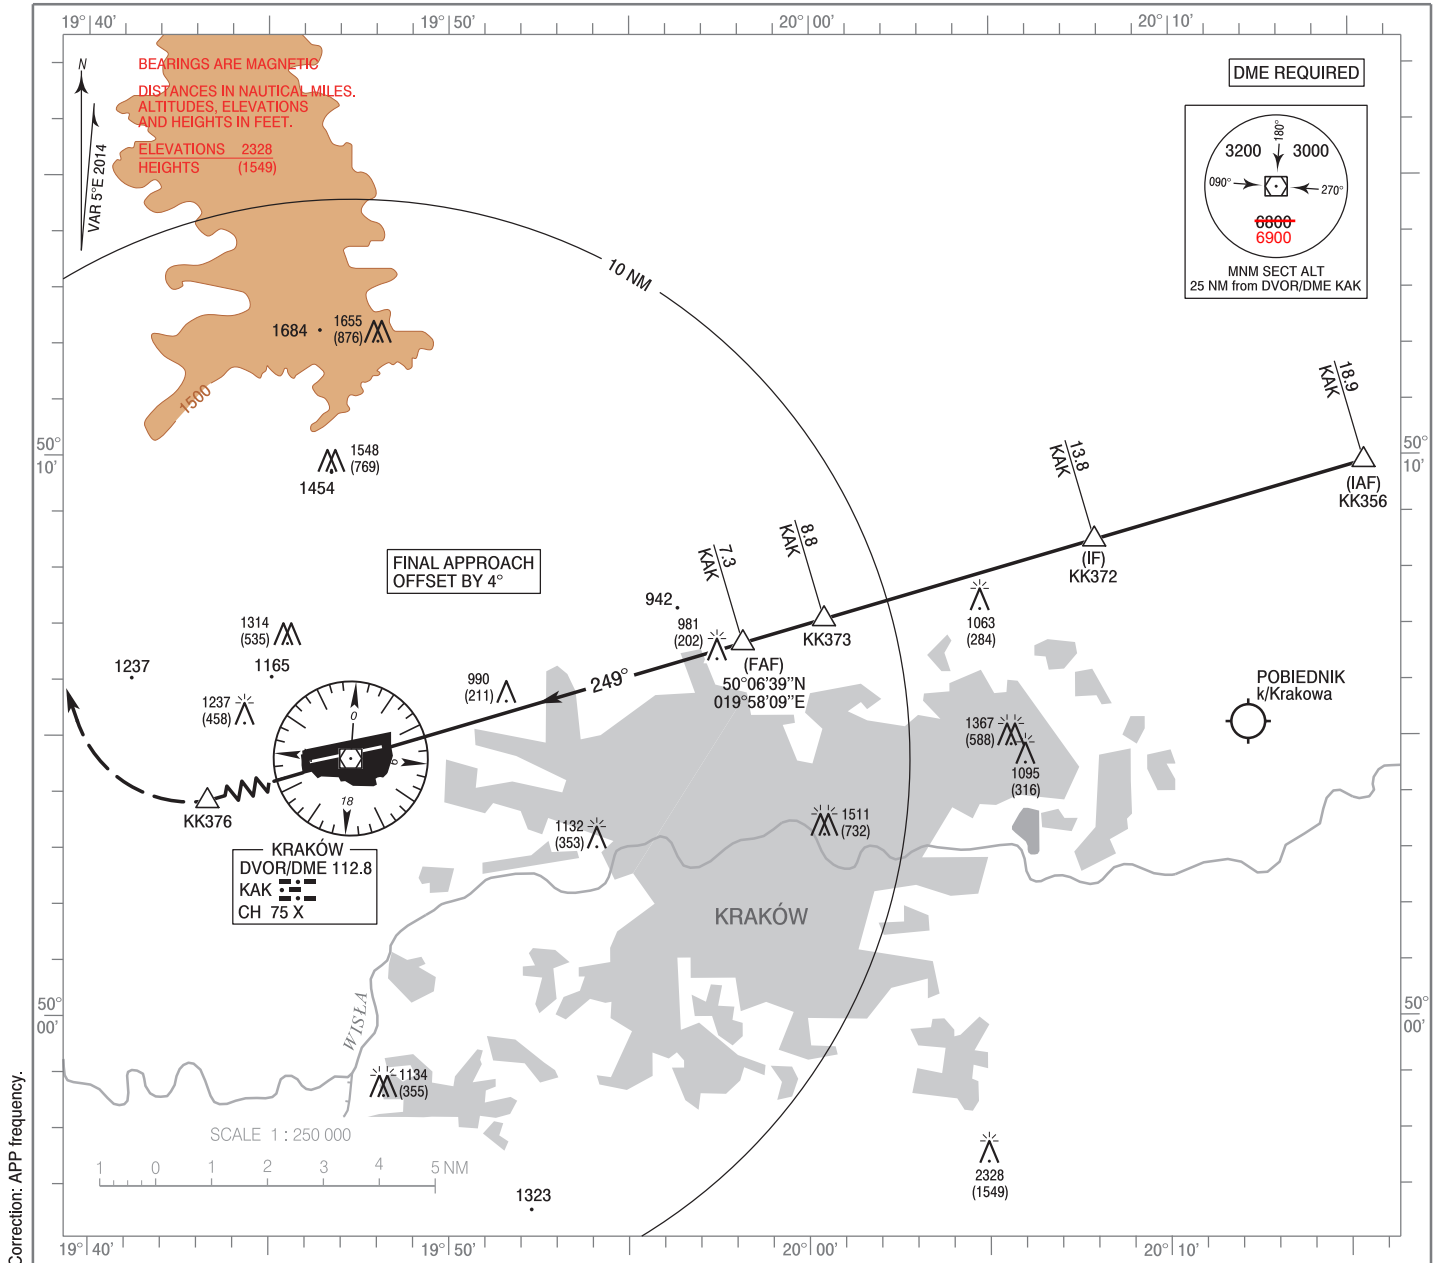 19° 40'
19° 50'
20° 00'
20° 10'
N
VAR 5°E 2014
BEARINGS ARE MAGNETIC
DISTANCES IN NAUTICAL MILES.
ALTITUDES, ELEVATIONS
AND HEIGHTS IN FEET.
ELEVATIONS 2328
HEIGHTS (1549)
DME REQUIRED
180°
3200
3000
090°
270°
6800
6900
MNM SECT ALT
25 NM from DVOR/DME KAK
10 NM
1684
1655
(876)
1500
50°
10'
1548
(769)
1454
50°
10'
18.9
KAK
(IAF)
KK356
13.8
KAK
(IF)
KK372
8.8
KAK
KK373
7.3
KAK
(FAF)
50°06'39"N
019°58'09"E
FINAL APPROACH
OFFSET BY 4°
942
981
(202)
1063
(284)
1314
(535)
1237
1165
1237
(458)
990
(211)
249°
POBIEDNIK
k/Krakowa
1367
(588)
1095
(316)
0
9
18
KK376
1132
(353)
1511
(732)
KRAKÓW
DVOR/DME 112.8
KAK
CH 75 X
KRAKÓW
50°
00'
50°
00'
WISŁA
1134
(355)
SCALE 1 : 250 000
1 0 1 2 3 4 5 NM
2328
(1549)
1323
19° 40'
19° 50'
20° 00'
20° 10'
Correction: APP frequency.